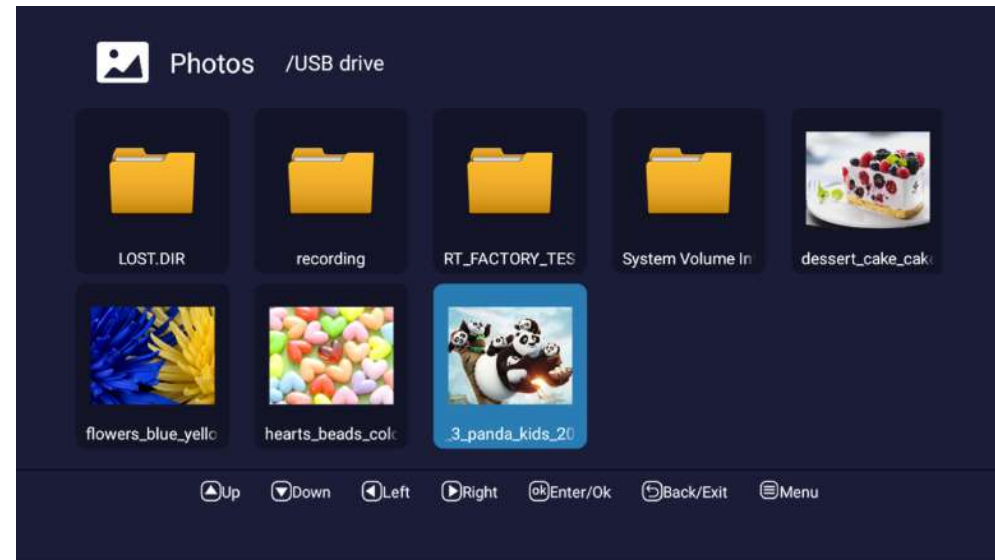 Photos /USB drive
LOST.DIR recording RT_FACTORY_TES System Volume In dessert_cake_cak
flowers_blue_yello hearts_beads_col _3_panda_kids_20
Up Down Left Right ok Enter/Ok Back/Exit Menu